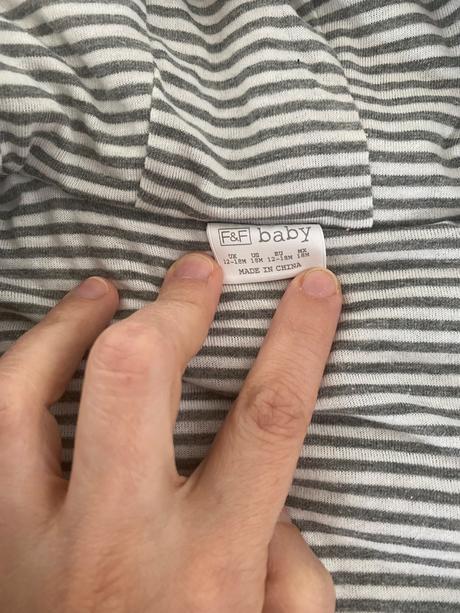 F&F baby
UK US EU MX
12-18M 18M 12-18M 18M
MADE IN CHINA